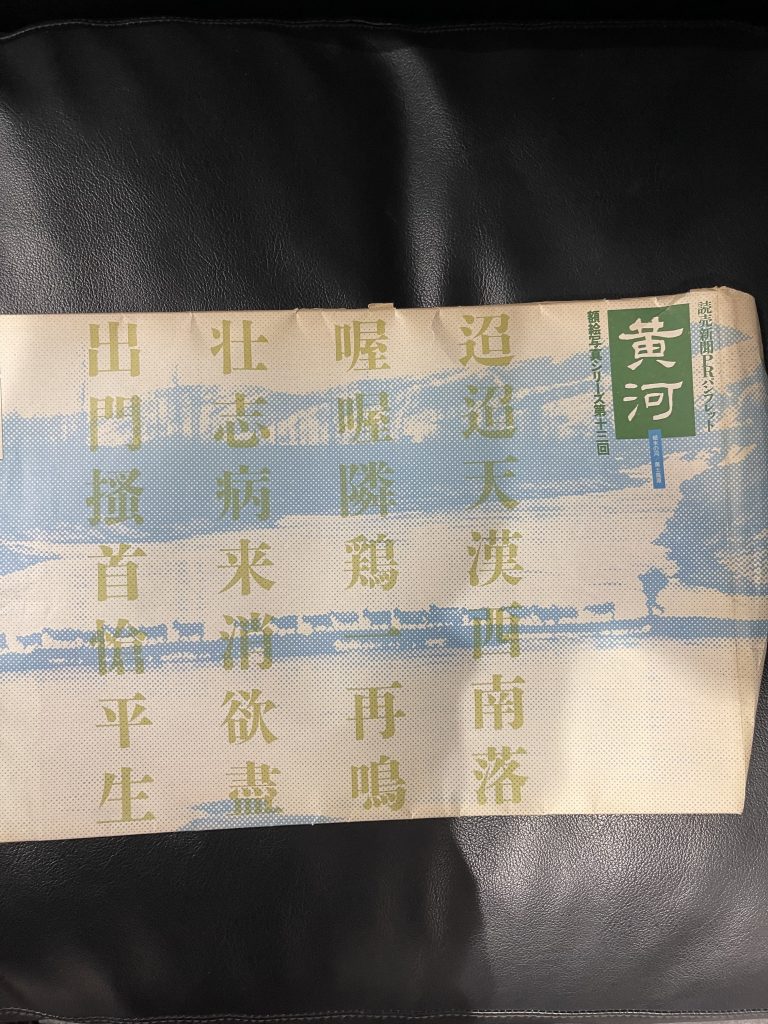 読売新聞PRパンフレット
黄河
額絵写真シリーズ第十三回
迢迢天漢西南落
喔喔隣鶏一再鳴
壮志病来消欲盡
出門搔首愴平生